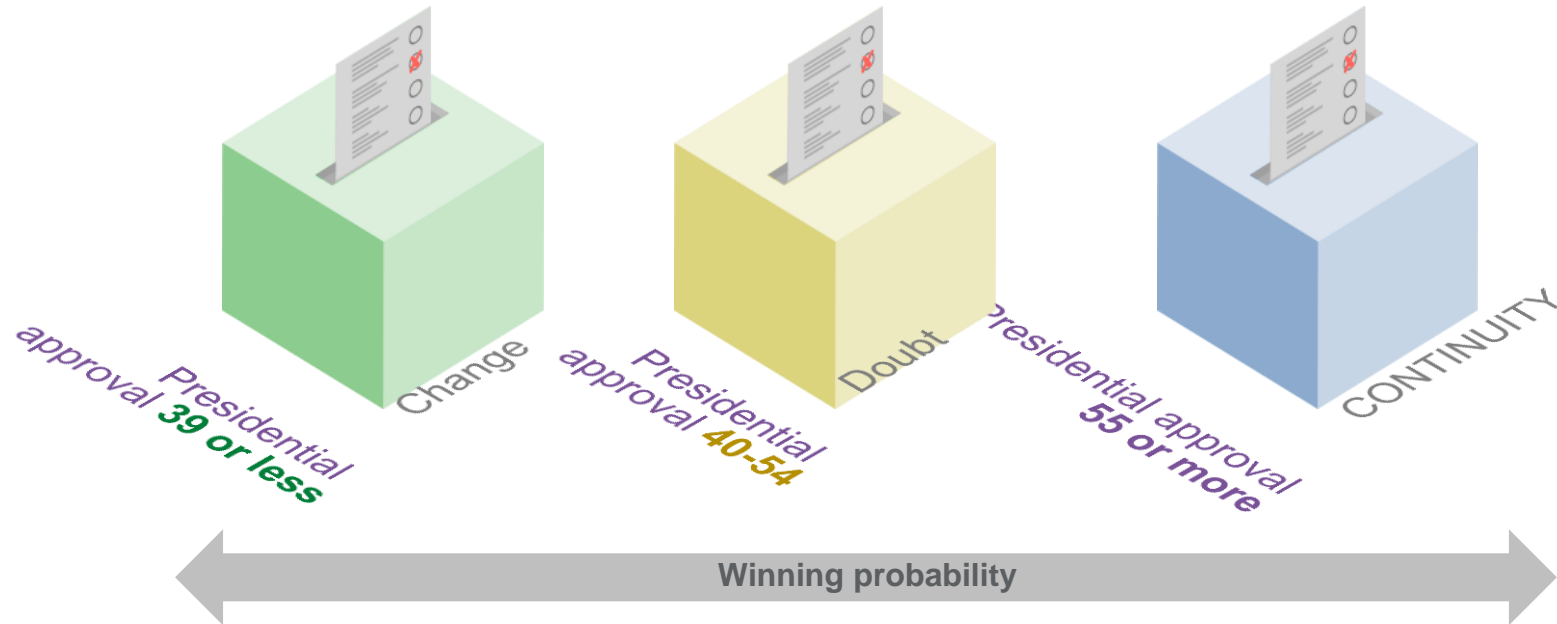 Presidential
approval 39 or less
Change
Presidential
approval 40-54
Doubt
Presidential approval
55 or more
CONTINUITY
Winning probability